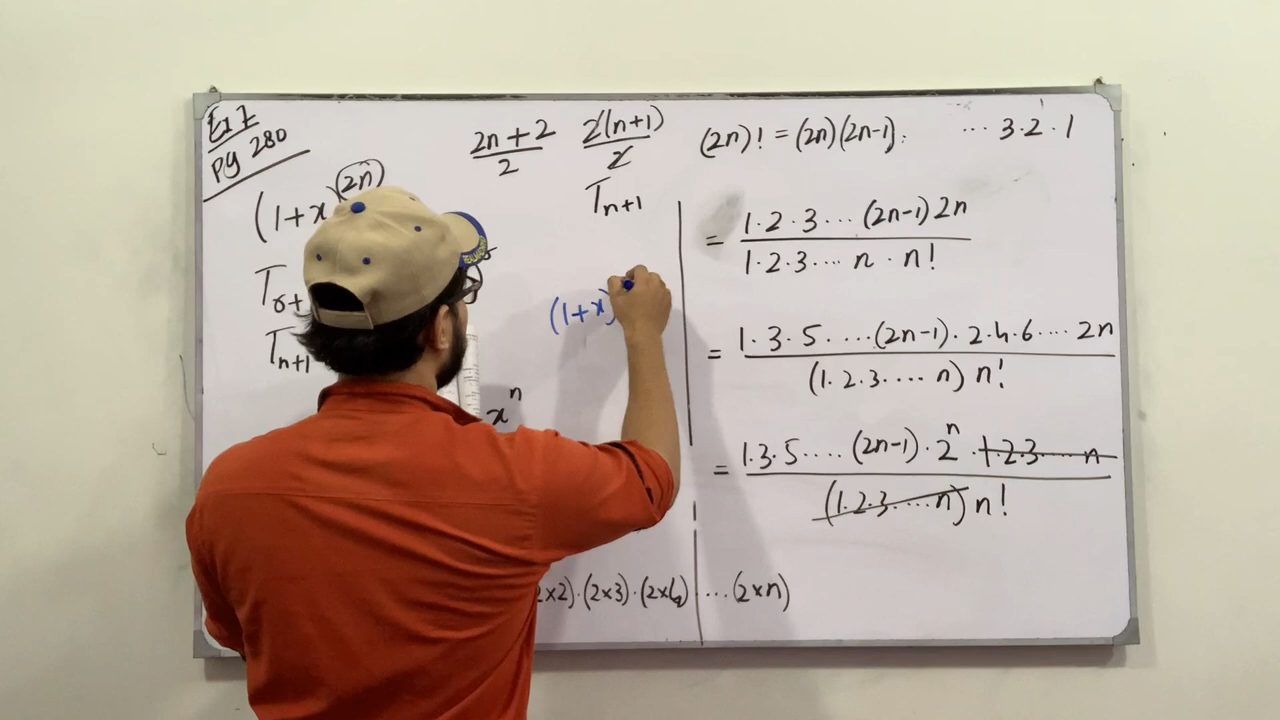 Ex 1
Pg 280
(1+x)^(2n)
T_r+
T_n+1
x^n
(2n+2)/2
2(n+1)/2
T_n+1
(1+x)
2×2)·(2×3)·(2×4) ... (2×n)
(2n)! = (2n)(2n-1). ... 3·2·1
= 1·2·3... (2n-1) 2n / 1·2·3... n · n!
= 1·3·5.....(2n-1)·2·4·6.... 2n / (1·2·3.... n) n!
= 1·3·5.... (2n-1)·2^n · 1·2·3.... n / (1·2·3....n) n!